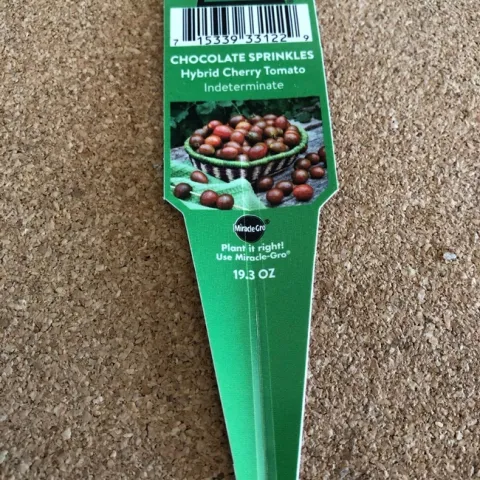 7 15339 33122 9
CHOCOLATE SPRINKLES
Hybrid Cherry Tomato
Indeterminate
Miracle-Gro®
Plant it right!
Use Miracle-Gro®
19.3 OZ